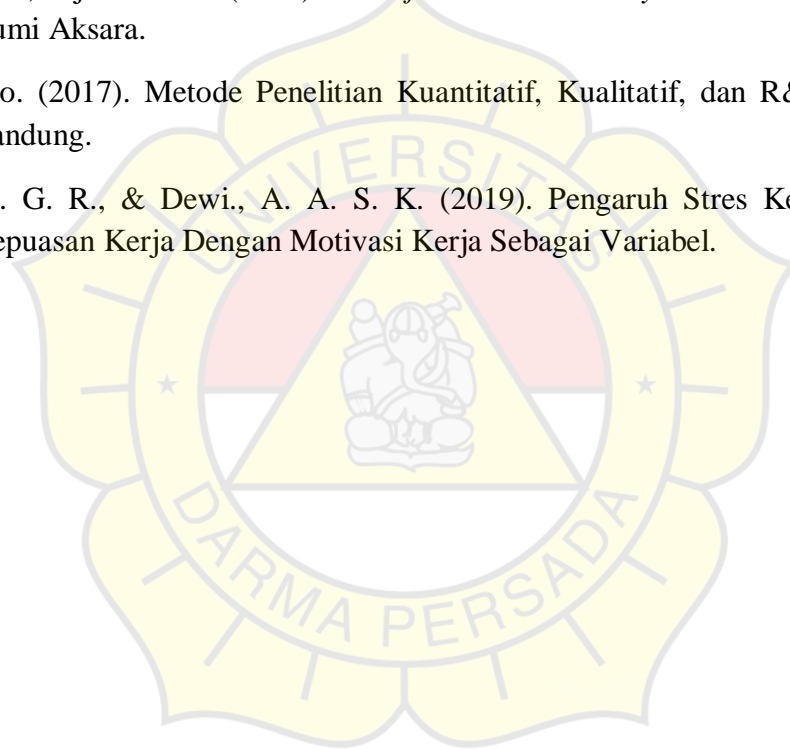 umi Aksara.
o. (2017). Metode Penelitian Kuantitatif, Kualitatif, dan R&
andung.
. G. R., & Dewi., A. A. S. K. (2019). Pengaruh Stres Ke
epuasan Kerja Dengan Motivasi Kerja Sebagai Variabel.
UNIVERSITAS
DARMA PERSADA